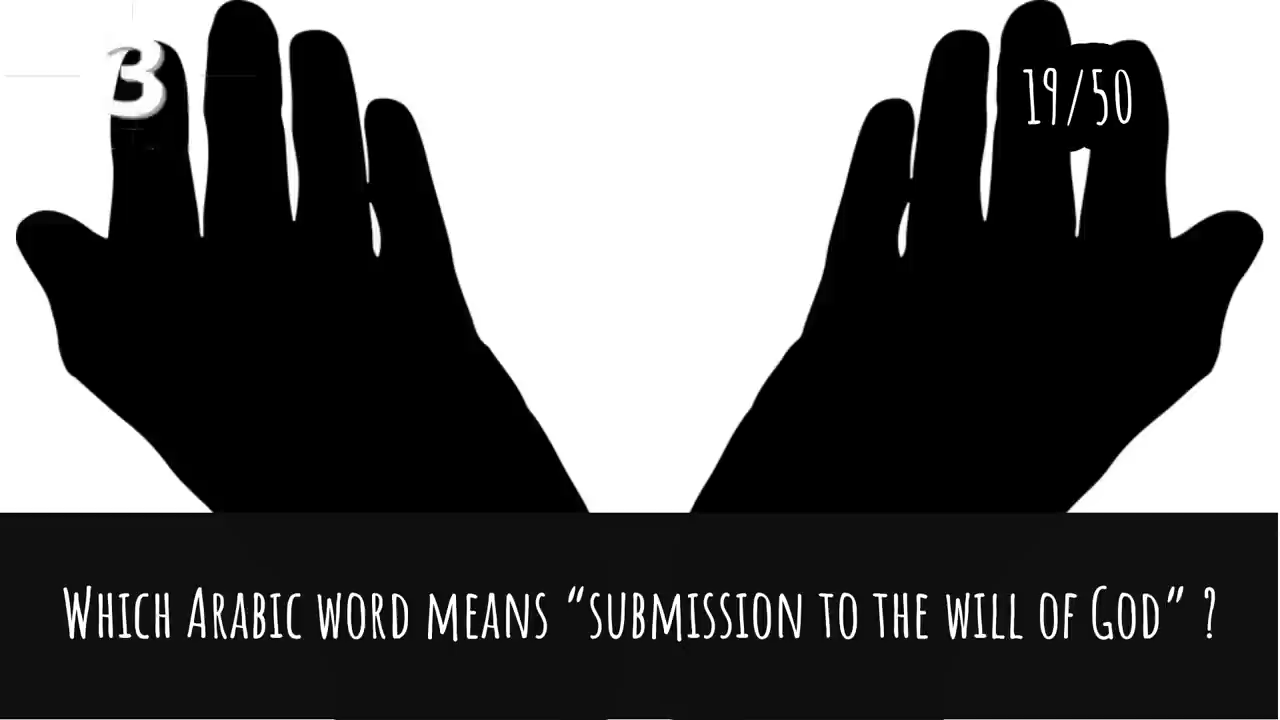 3
19/50
Which Arabic word means “submission to the will of God” ?